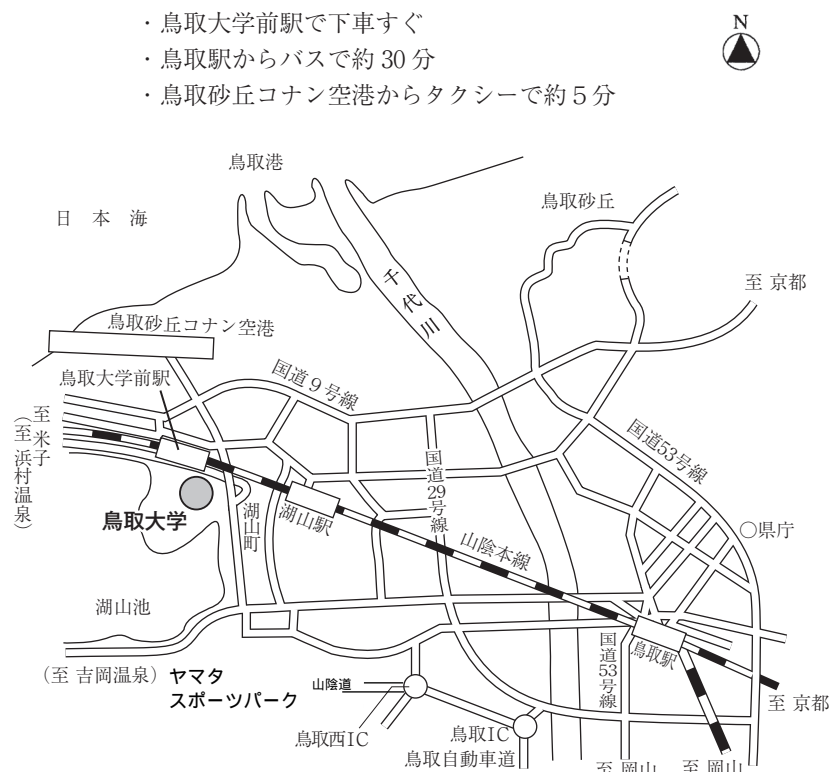 ・鳥取大学前駅で下車すぐ
・鳥取駅からバスで約 30 分
・鳥取砂丘コナン空港からタクシーで約 5 分
N
鳥取港
日 本 海
鳥取砂丘
千代川
至 京都
鳥取砂丘コナン空港
鳥取大学前駅
国道9号線
至 米子
(至 浜村温泉)
国道53号線
国道29号線
鳥取大学
湖山町
湖山駅
山陰本線
○県庁
湖山池
鳥取駅
国道53号線
(至 吉岡温泉)
ヤマタ
スポーツパーク
山陰道
至 京都
鳥取西IC
鳥取IC
鳥取自動車道
至 岡山
至 岡山